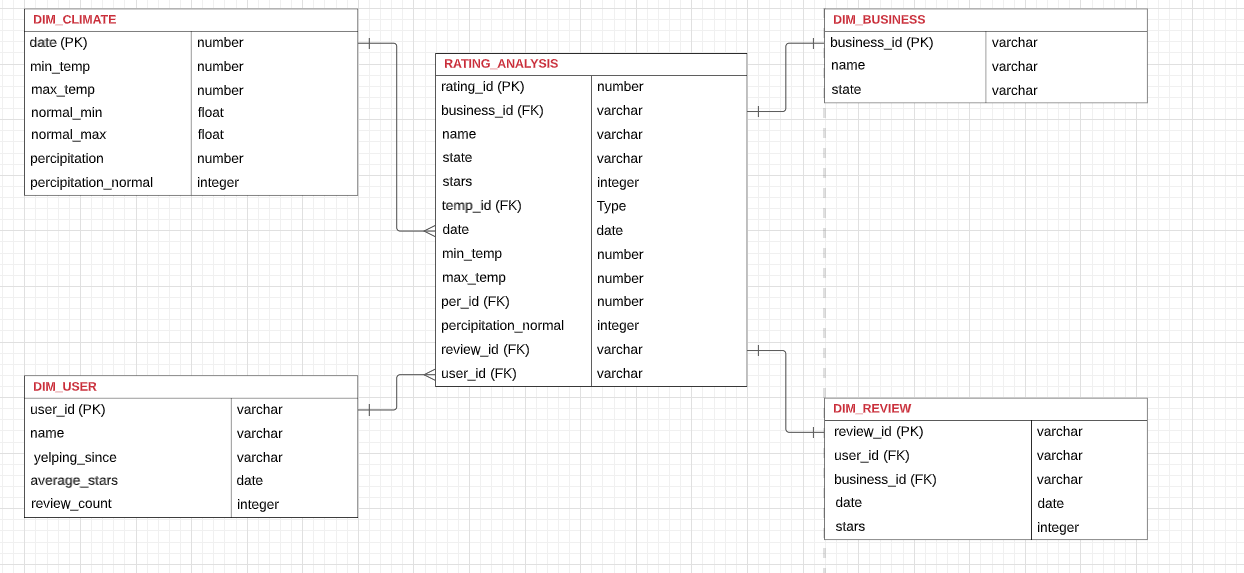 DIM_CLIMATE
date (PK) number
min_temp number
max_temp number
normal_min float
normal_max float
percipitation number
percipitation_normal integer
RATING_ANALYSIS
rating_id (PK) number
business_id (FK) varchar
name varchar
state varchar
stars integer
temp_id (FK) Type
date date
min_temp number
max_temp number
per_id (FK) number
percipitation_normal integer
review_id (FK) varchar
user_id (FK) varchar
DIM_BUSINESS
business_id (PK) varchar
name varchar
state varchar
DIM_USER
user_id (PK) varchar
name varchar
yelping_since varchar
average_stars date
review_count integer
DIM_REVIEW
review_id (PK) varchar
user_id (FK) varchar
business_id (FK) varchar
date date
stars integer